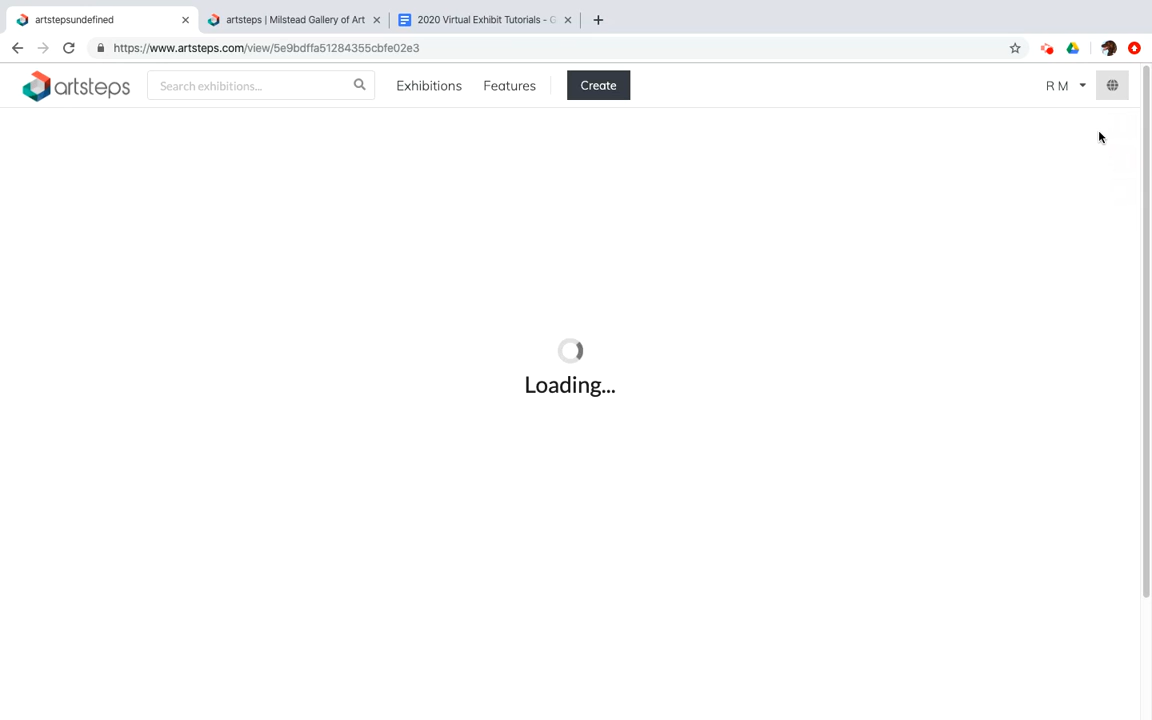 artstepsundefined
artsteps | Milstead Gallery of Art
2020 Virtual Exhibit Tutorials - G
https://www.artsteps.com/view/5e9bdffa51284355cbfe02e3
artsteps
Search exhibitions...
Exhibitions
Features
Create
R M
Loading...